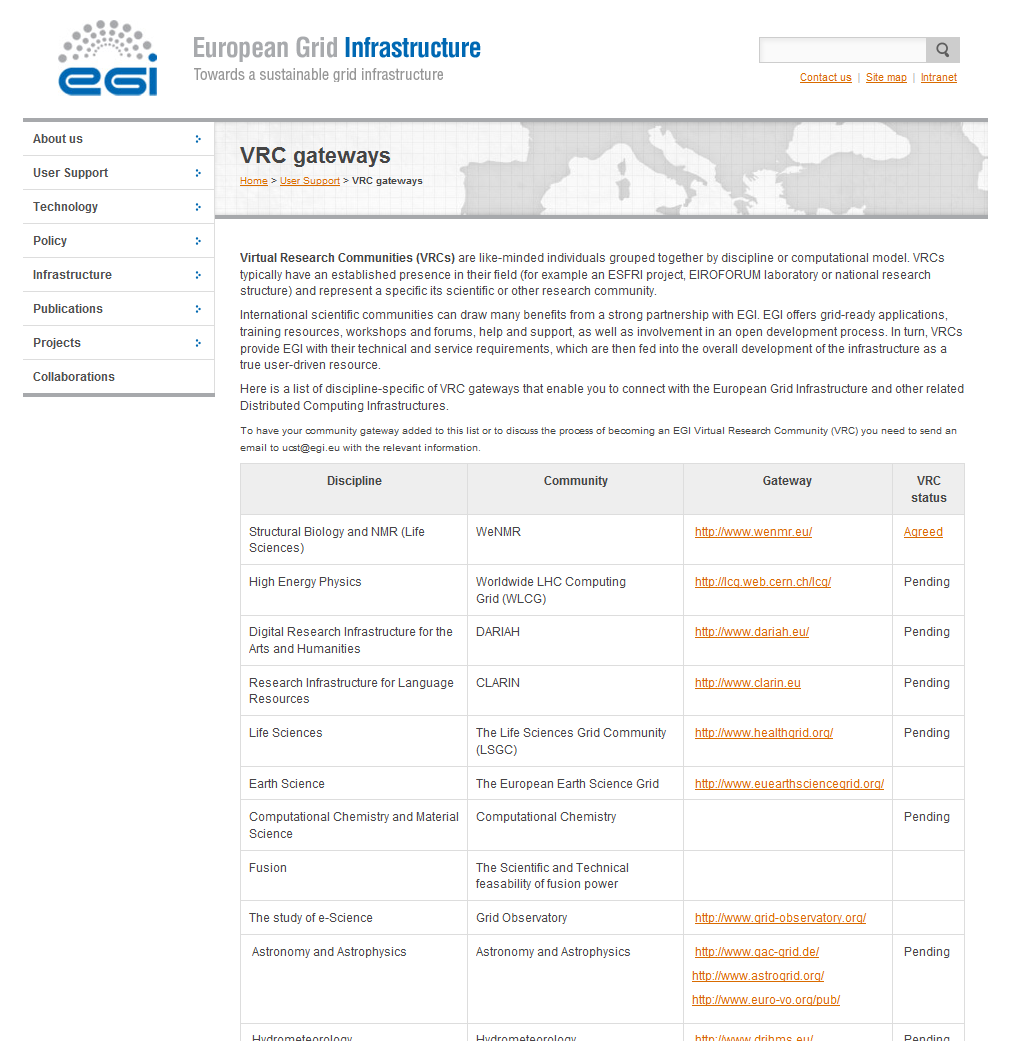 egi
European Grid Infrastructure
Towards a sustainable grid infrastructure
Contact us | Site map | Intranet
About us
User Support
Technology
Policy
Infrastructure
Publications
Projects
Collaborations
VRC gateways
Home > User Support > VRC gateways
Virtual Research Communities (VRCs) are like-minded individuals grouped together by discipline or computational model. VRCs
typically have an established presence in their field (for example an ESFRI project, EIROFORUM laboratory or national research
structure) and represent a specific its scientific or other research community.
International scientific communities can draw many benefits from a strong partnership with EGI. EGI offers grid-ready applications,
training resources, workshops and forums, help and support, as well as involvement in an open development process. In turn, VRCs
provide EGI with their technical and service requirements, which are then fed into the overall development of the infrastructure as a
true user-driven resource.
Here is a list of discipline-specific of VRC gateways that enable you to connect with the European Grid Infrastructure and other related
Distributed Computing Infrastructures.
To have your community gateway added to this list or to discuss the process of becoming an EGI Virtual Research Community (VRC) you need to send an
email to ucst@egi.eu with the relevant information.
Discipline Community Gateway VRC
status
Structural Biology and NMR (Life WeNMR http://www.wenmr.eu/ Agreed
Sciences)
High Energy Physics Worldwide LHC Computing http://lcg.web.cern.ch/lcg/ Pending
Grid (WLCG)
Digital Research Infrastructure for the DARIAH http://www.dariah.eu/ Pending
Arts and Humanities
Research Infrastructure for Language CLARIN http://www.clarin.eu Pending
Resources
Life Sciences The Life Sciences Grid Community http://www.healthgrid.org/ Pending
(LSGC)
Earth Science The European Earth Science Grid http://www.euearthsciencegrid.org/
Computational Chemistry and Material Computational Chemistry Pending
Science
Fusion The Scientific and Technical
feasability of fusion power
The study of e-Science Grid Observatory http://www.grid-observatory.org/
Astronomy and Astrophysics Astronomy and Astrophysics http://www.gac-grid.de/ Pending
http://www.astrogrid.org/
http://www.euro-vo.org/pub/
Hydrometeorology Hydrometeorology http://www.drihms.eu/ Pending